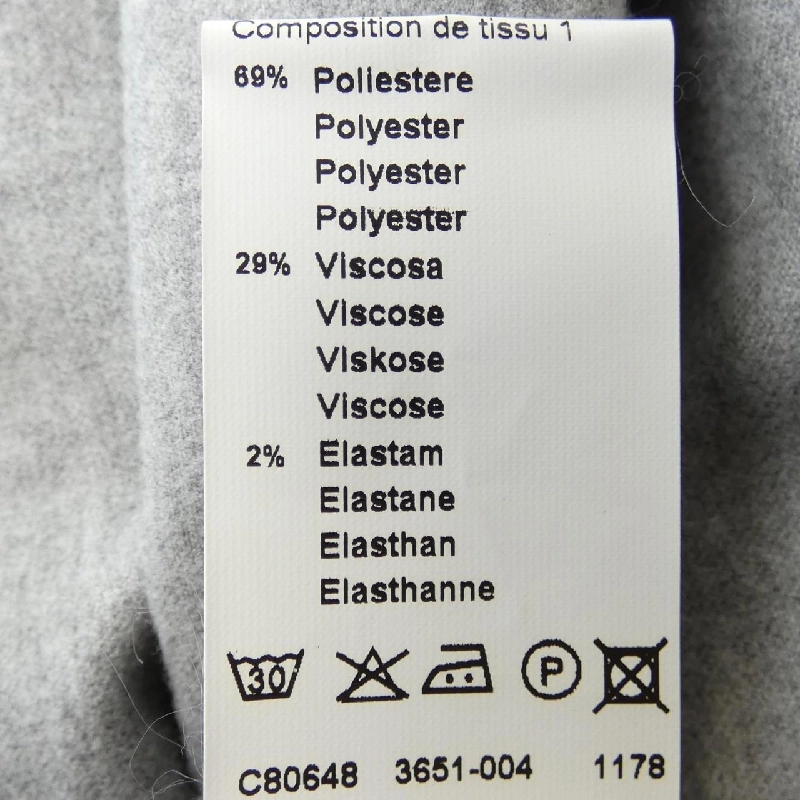 Composition de tissu 1
69% Poliestere
Polyester
Polyester
Polyester
29% Viscosa
Viscose
Viskose
Viscose
2% Elastam
Elastane
Elasthan
Elasthanne
30 P
C80648 3651-004 1178